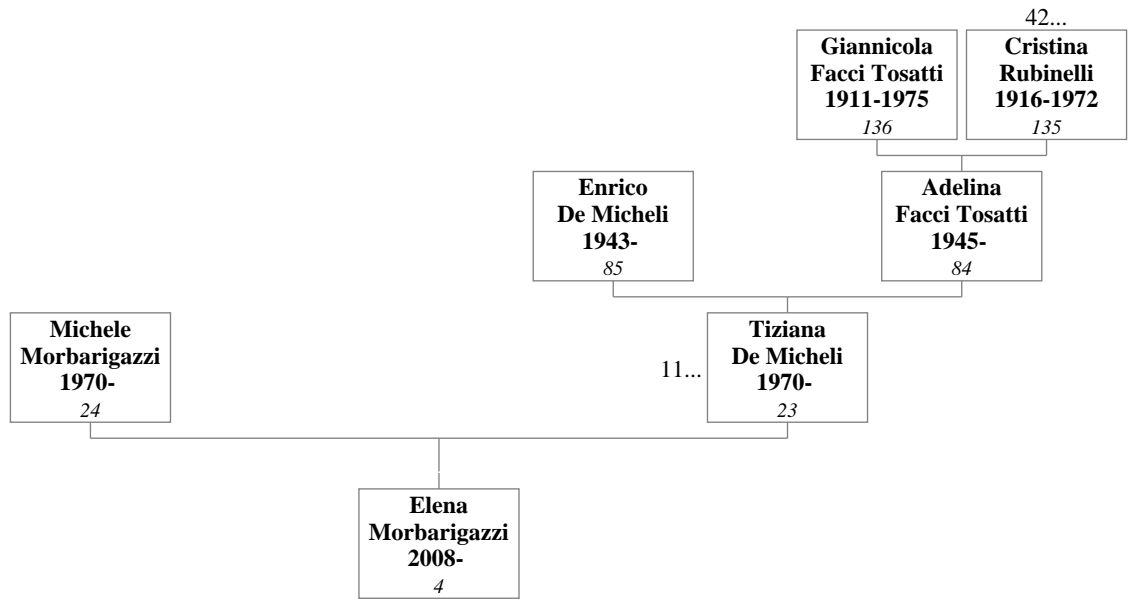 42...
Giannicola
Facci Tosatti
1911-1975
136
Cristina
Rubinelli
1916-1972
135
Enrico
De Micheli
1943-
85
Adelina
Facci Tosatti
1945-
84
Michele
Morbarigazzi
1970-
24
11...
Tiziana
De Micheli
1970-
23
Elena
Morbarigazzi
2008-
4